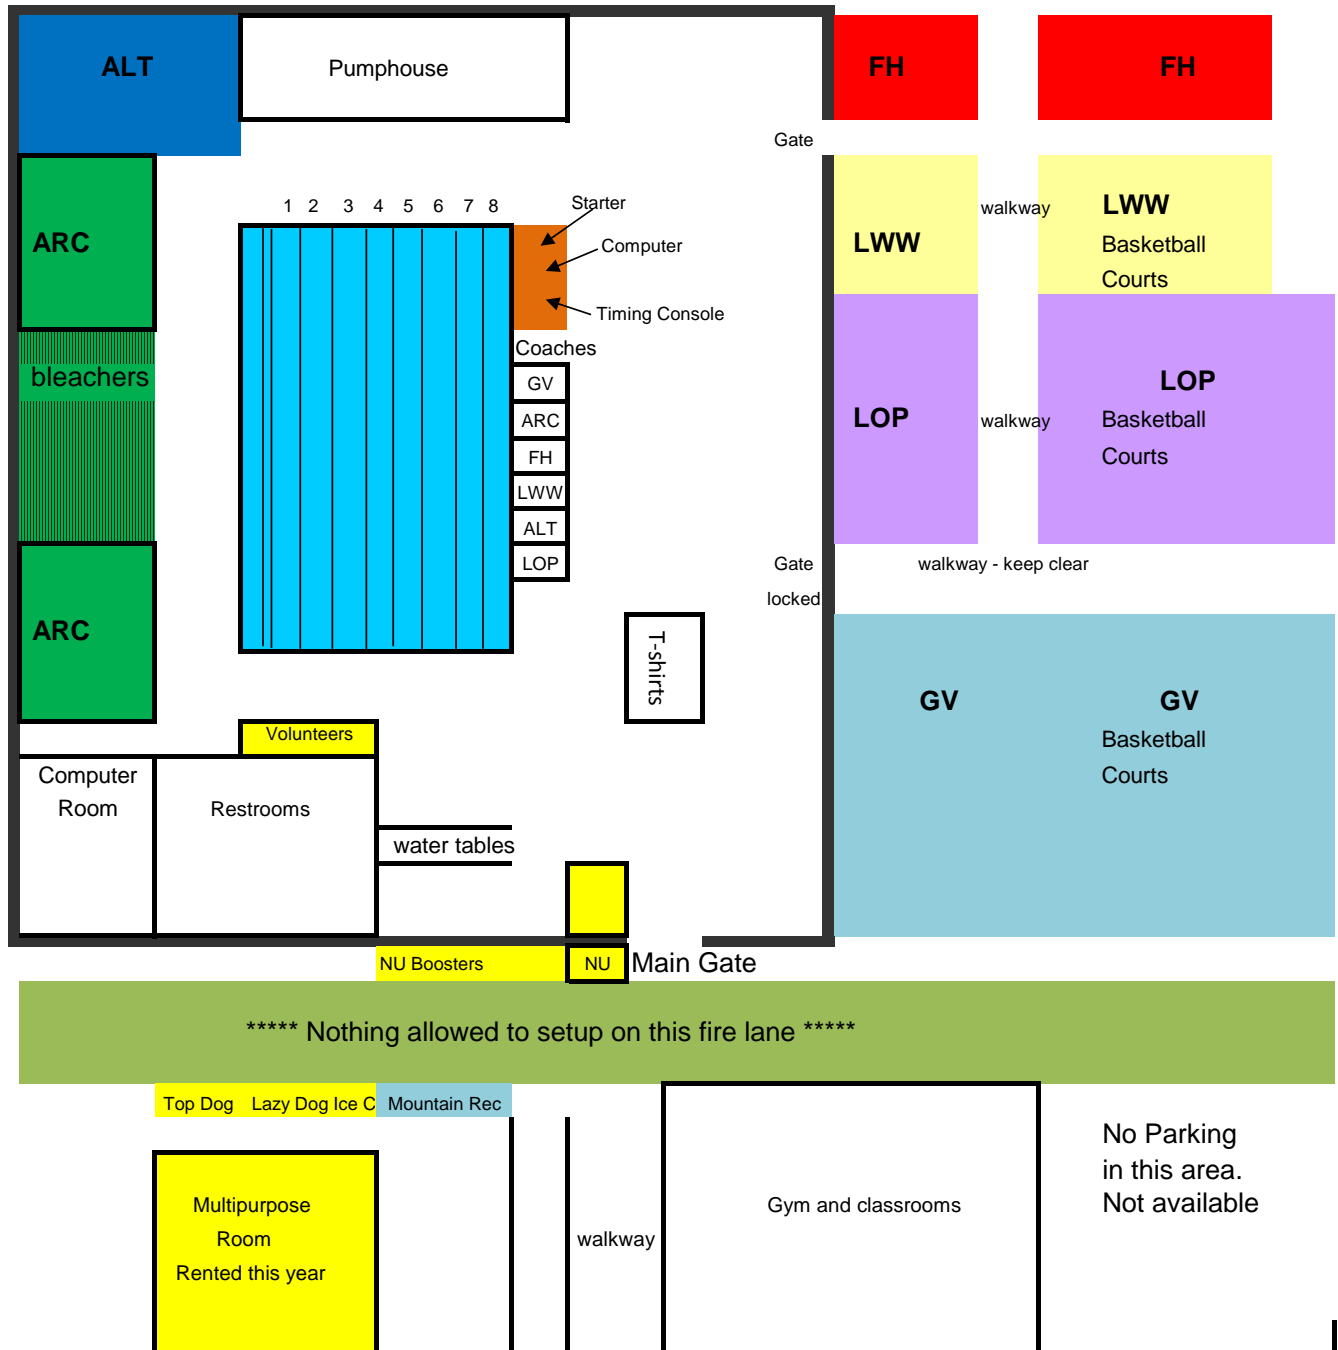 ALT
Pumphouse
FH
FH
Gate
1 2 3 4 5 6 7 8
Starter
Computer
Timing Console
ARC
LWW
walkway
LWW
Basketball
Courts
Coaches
GV
ARC
FH
LWW
ALT
LOP
bleachers
LOP
walkway
LOP
Basketball
Courts
Gate
locked
walkway - keep clear
ARC
T-shirts
GV
GV
Basketball
Courts
Volunteers
Computer
Room
Restrooms
water tables
NU Boosters
NU
Main Gate
***** Nothing allowed to setup on this fire lane *****
Top Dog
Lazy Dog Ice C
Mountain Rec
Multipurpose
Room
Rented this year
walkway
Gym and classrooms
No Parking
in this area.
Not available